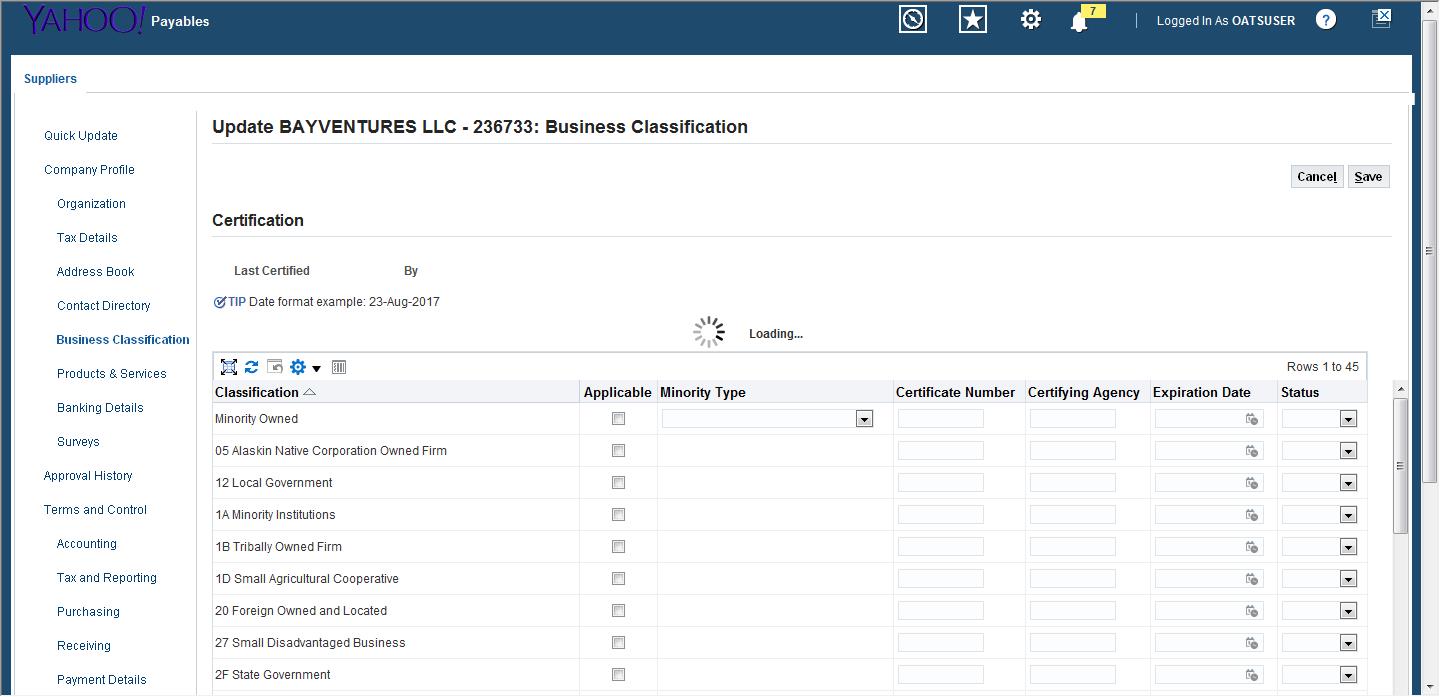 YAHOO! Payables
7
Logged In As OATSUSER
?
Suppliers
Quick Update
Company Profile
Organization
Tax Details
Address Book
Contact Directory
Business Classification
Products & Services
Banking Details
Surveys
Approval History
Terms and Control
Accounting
Tax and Reporting
Purchasing
Receiving
Payment Details
Update BAYVENTURES LLC - 236733: Business Classification
Cancel Save
Certification
Last Certified By
TIP Date format example: 23-Aug-2017
Loading...
Rows 1 to 45
Classification Applicable Minority Type Certificate Number Certifying Agency Expiration Date Status
Minority Owned
05 Alaskin Native Corporation Owned Firm
12 Local Government
1A Minority Institutions
1B Tribally Owned Firm
1D Small Agricultural Cooperative
20 Foreign Owned and Located
27 Small Disadvantaged Business
2F State Government